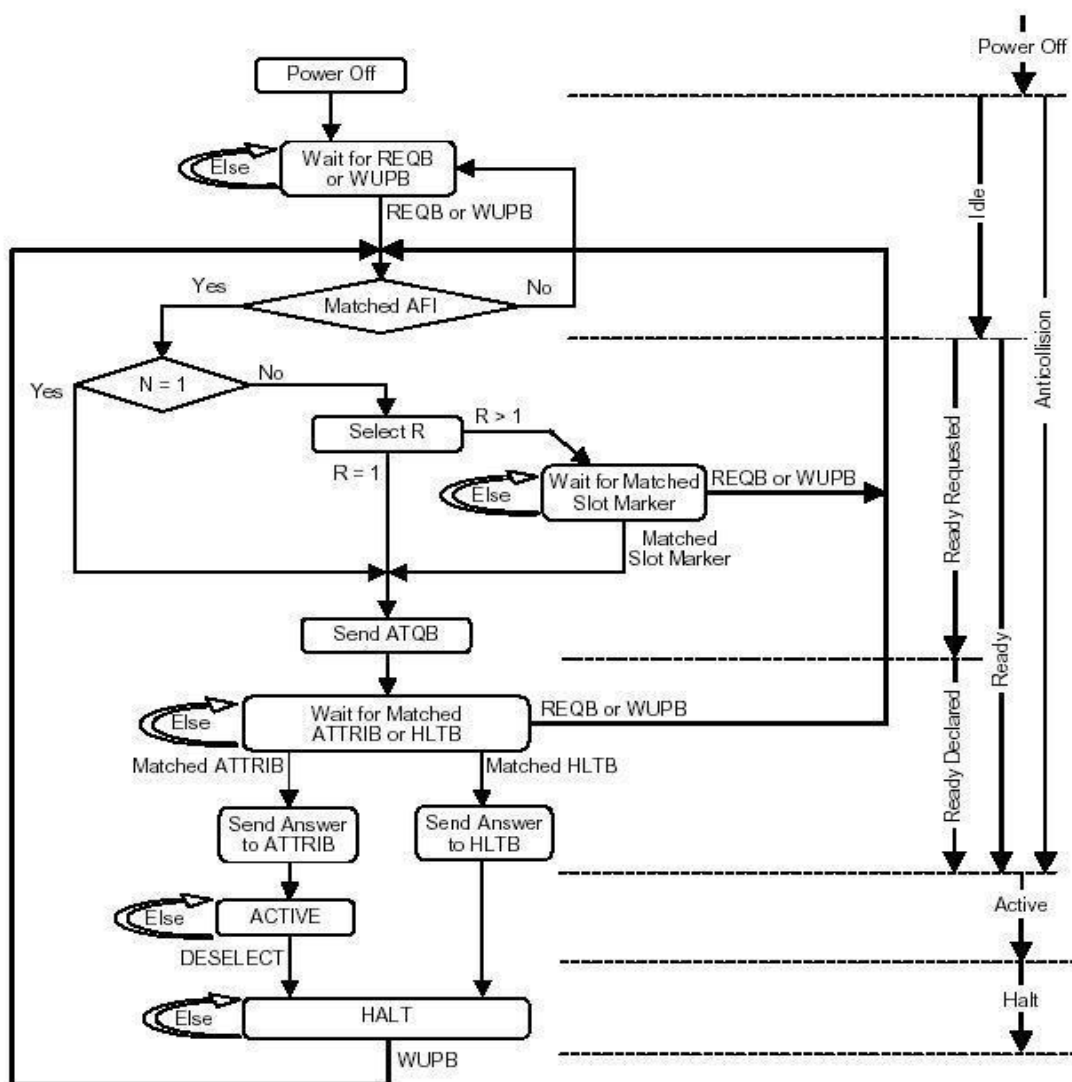 Power Off
Power Off
Else
Wait for REQB
or WUPB
REQB or WUPB
Idle
Yes
Matched AFI
No
Anticollision
Yes
N = 1
No
Select R
R > 1
R = 1
Else
Wait for Matched
Slot Marker
REQB or WUPB
Matched
Slot Marker
Ready Requested
Send ATQB
Ready
Else
Wait for Matched
ATTRIB or HLTB
REQB or WUPB
Matched ATTRIB
Matched HLTB
Ready Declared
Send Answer
to ATTRIB
Send Answer
to HLTB
Else
ACTIVE
Active
DESELECT
Else
HALT
Halt
WUPB